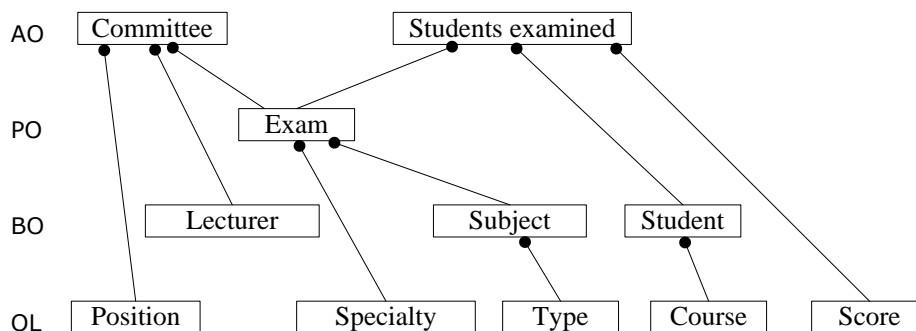 AO Committee Students examined
PO Exam
BO Lecturer Subject Student
OL Position Specialty Type Course Score